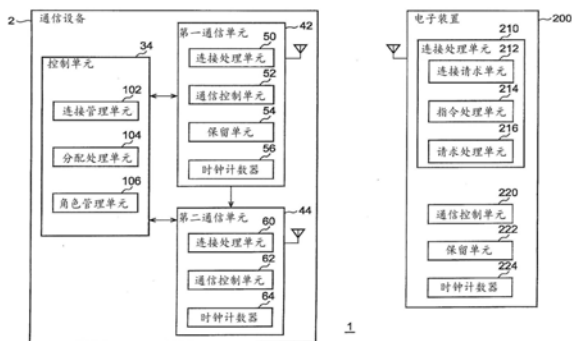 2
通信设备
34
控制单元
102
连接管理单元
104
分配处理单元
106
角色管理单元
42
第一通信单元
50
连接处理单元
52
通信控制单元
54
保留单元
56
时钟计数器
44
第二通信单元
60
连接处理单元
62
通信控制单元
64
时钟计数器
1
电子装置
200
210
连接处理单元
212
连接请求单元
214
指令处理单元
216
请求处理单元
220
通信控制单元
222
保留单元
224
时钟计数器